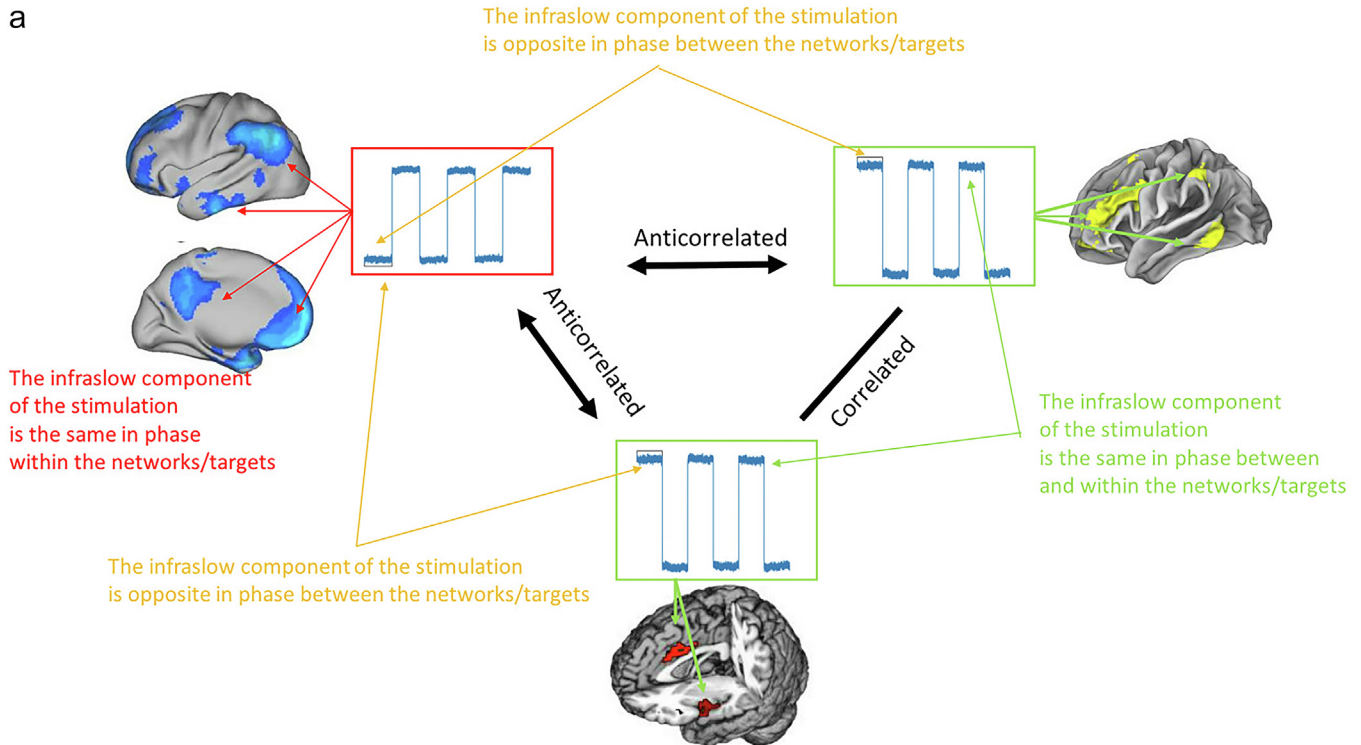 a
The infraslow component of the stimulation
is opposite in phase between the networks/targets
Anticorrelated
Anticorrelated
Correlated
The infraslow component
of the stimulation
is the same in phase
within the networks/targets
The infraslow component
of the stimulation
is the same in phase between
and within the networks/targets
The infraslow component of the stimulation
is opposite in phase between the networks/targets